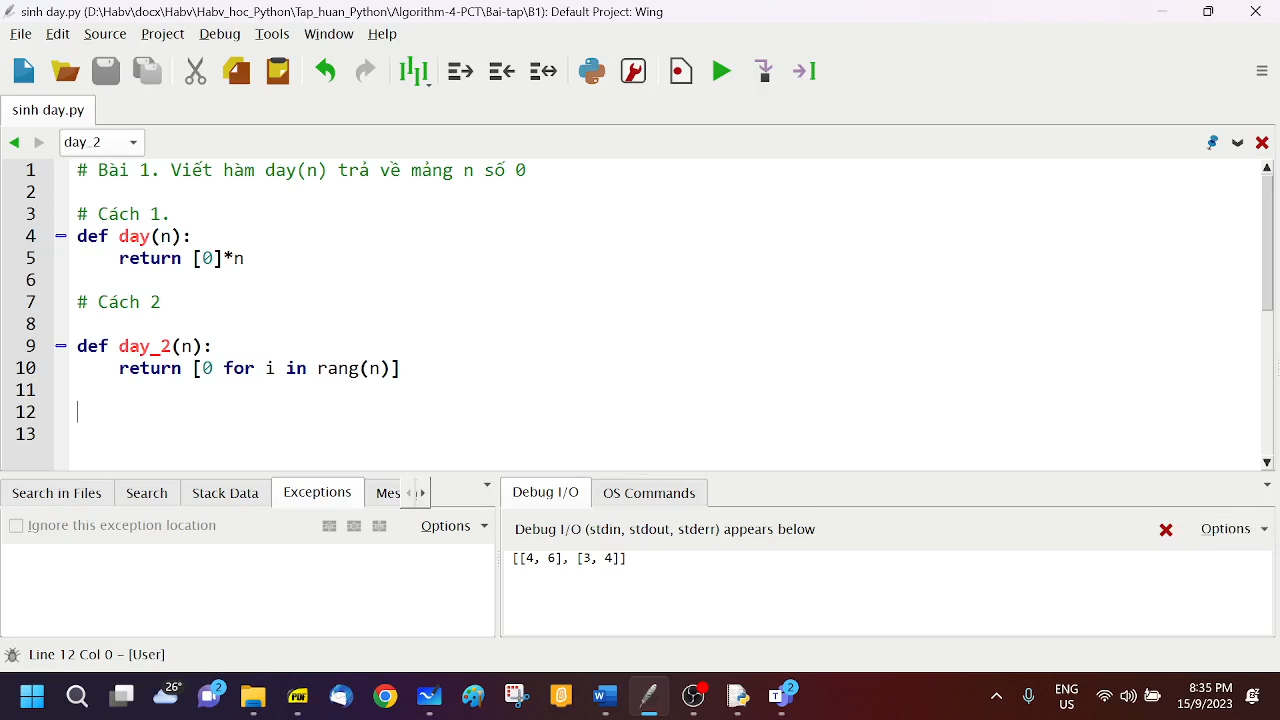 sinh day.py (D:\Habv\docx\Habv\Habv_hoc_Python\Tap_huan_Python\Algorithm-4-PCT\Bai-tap\B1): Default Project: Wing
File Edit Source Project Debug Tools Window Help
sinh day.py
day_2
1 # Bài 1. Viết hàm day(n) trả về mảng n số 0
2
3 # Cách 1.
4 def day(n):
5 return [0]*n
6
7 # Cách 2
8
9 def day_2(n):
10 return [0 for i in rang(n)]
11
12
13
Search in Files Search Stack Data Exceptions Mes Debug I/O OS Commands
Ignore this exception location Options Debug I/O (stdin, stdout, stderr) appears below Options
[[4, 6], [3, 4]]
Line 12 Col 0 – [User]
26° 2 PDF 2 ENG US 8:35 PM 15/9/2023